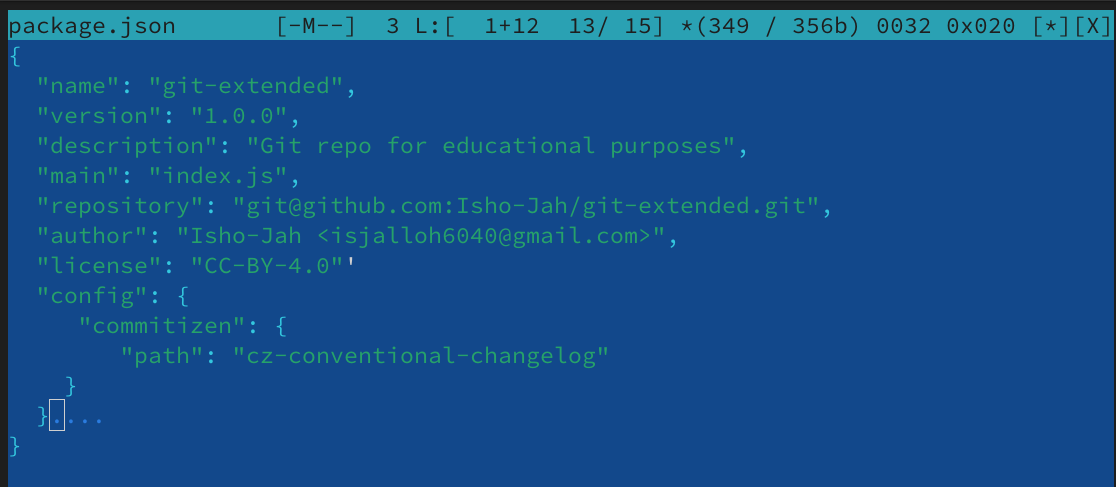 package.json       [-M--]  3 L:[  1+12  13/ 15] *(349 / 356b) 0032 0x020 [*][X]
{
  "name": "git-extended",
  "version": "1.0.0",
  "description": "Git repo for educational purposes",
  "main": "index.js",
  "repository": "git@github.com:Isho-Jah/git-extended.git",
  "author": "Isho-Jah <isjalloh6040@gmail.com>",
  "license": "CC-BY-4.0"'
  "config": {
     "commitizen": {
        "path": "cz-conventional-changelog"
    }
  }....
}